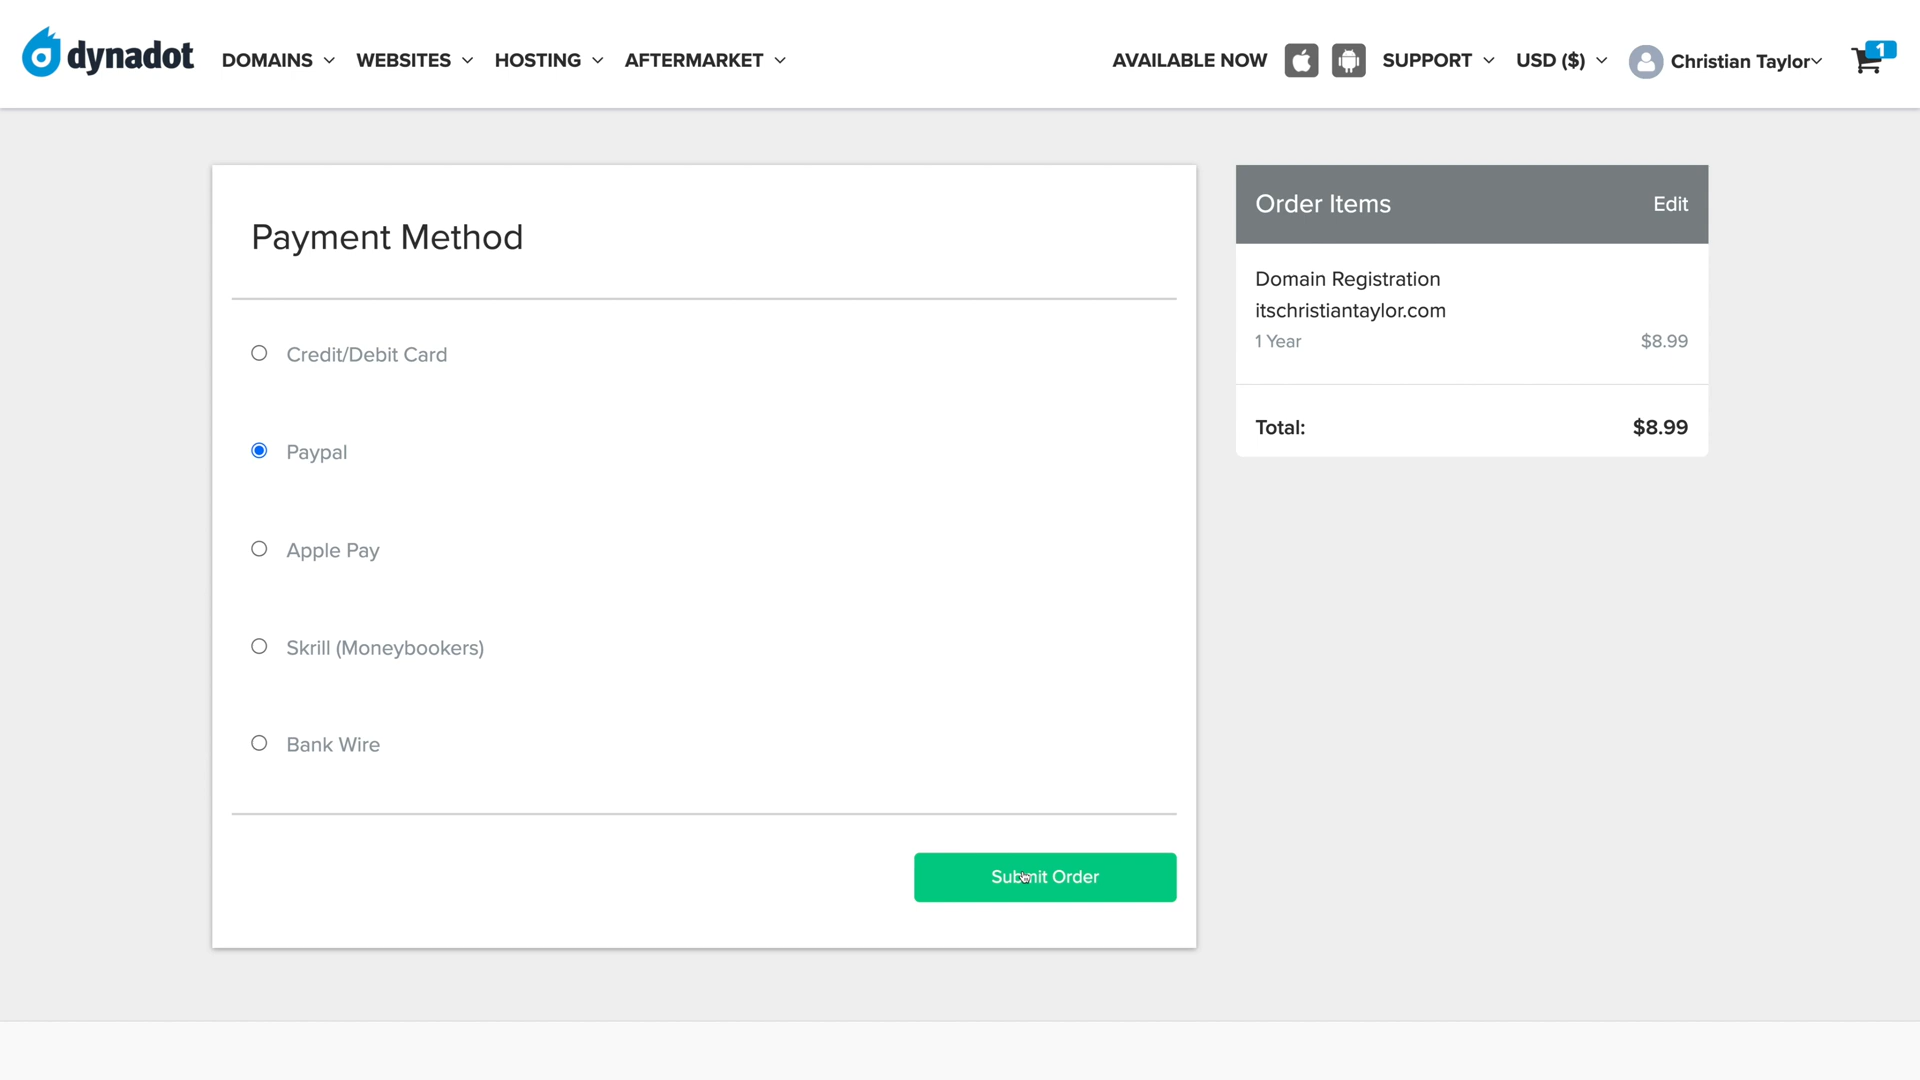 dynadot
DOMAINS WEBSITES HOSTING AFTERMARKET AVAILABLE NOW SUPPORT USD ($) Christian Taylor 1
Payment Method
Credit/Debit Card
Paypal
Apple Pay
Skrill (Moneybookers)
Bank Wire
Submit Order
Order Items Edit
Domain Registration
itschristiantaylor.com
1 Year $8.99
Total: $8.99